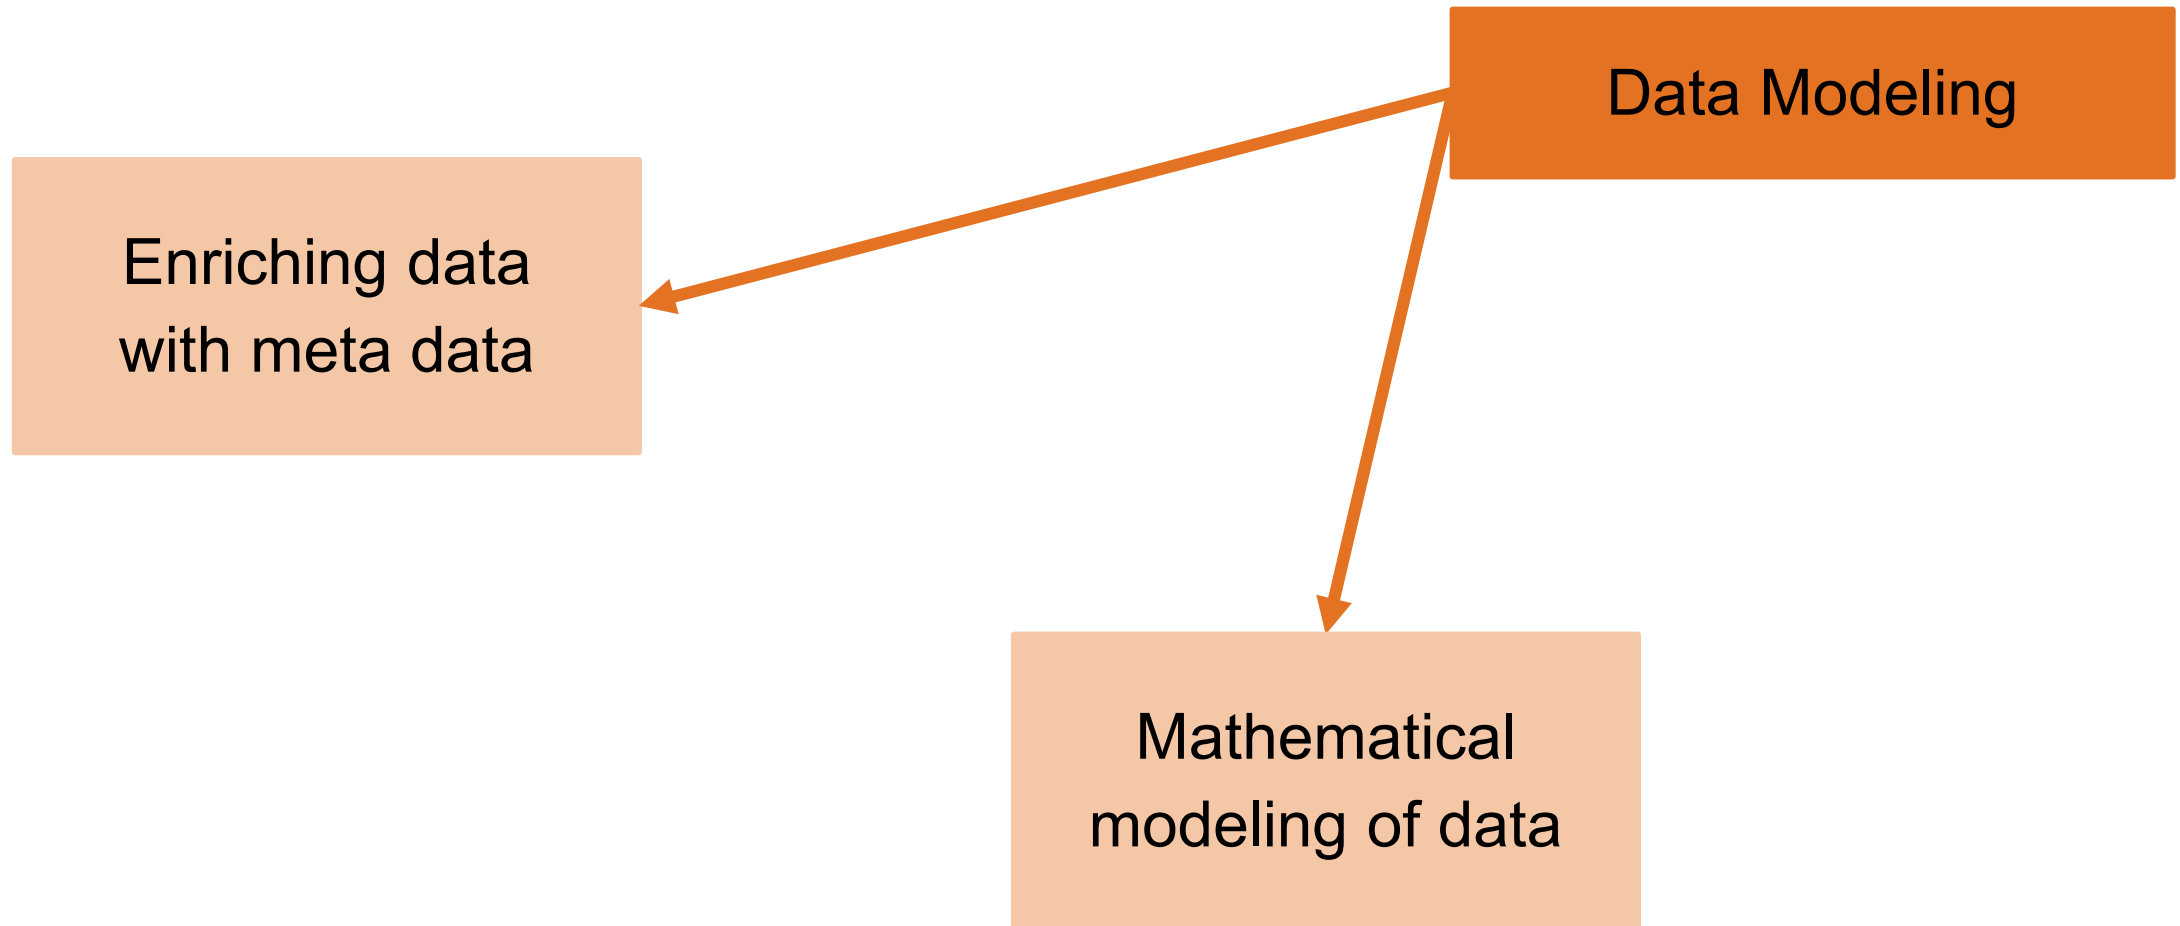 Data Modeling
Enriching data
with meta data
Mathematical
modeling of data